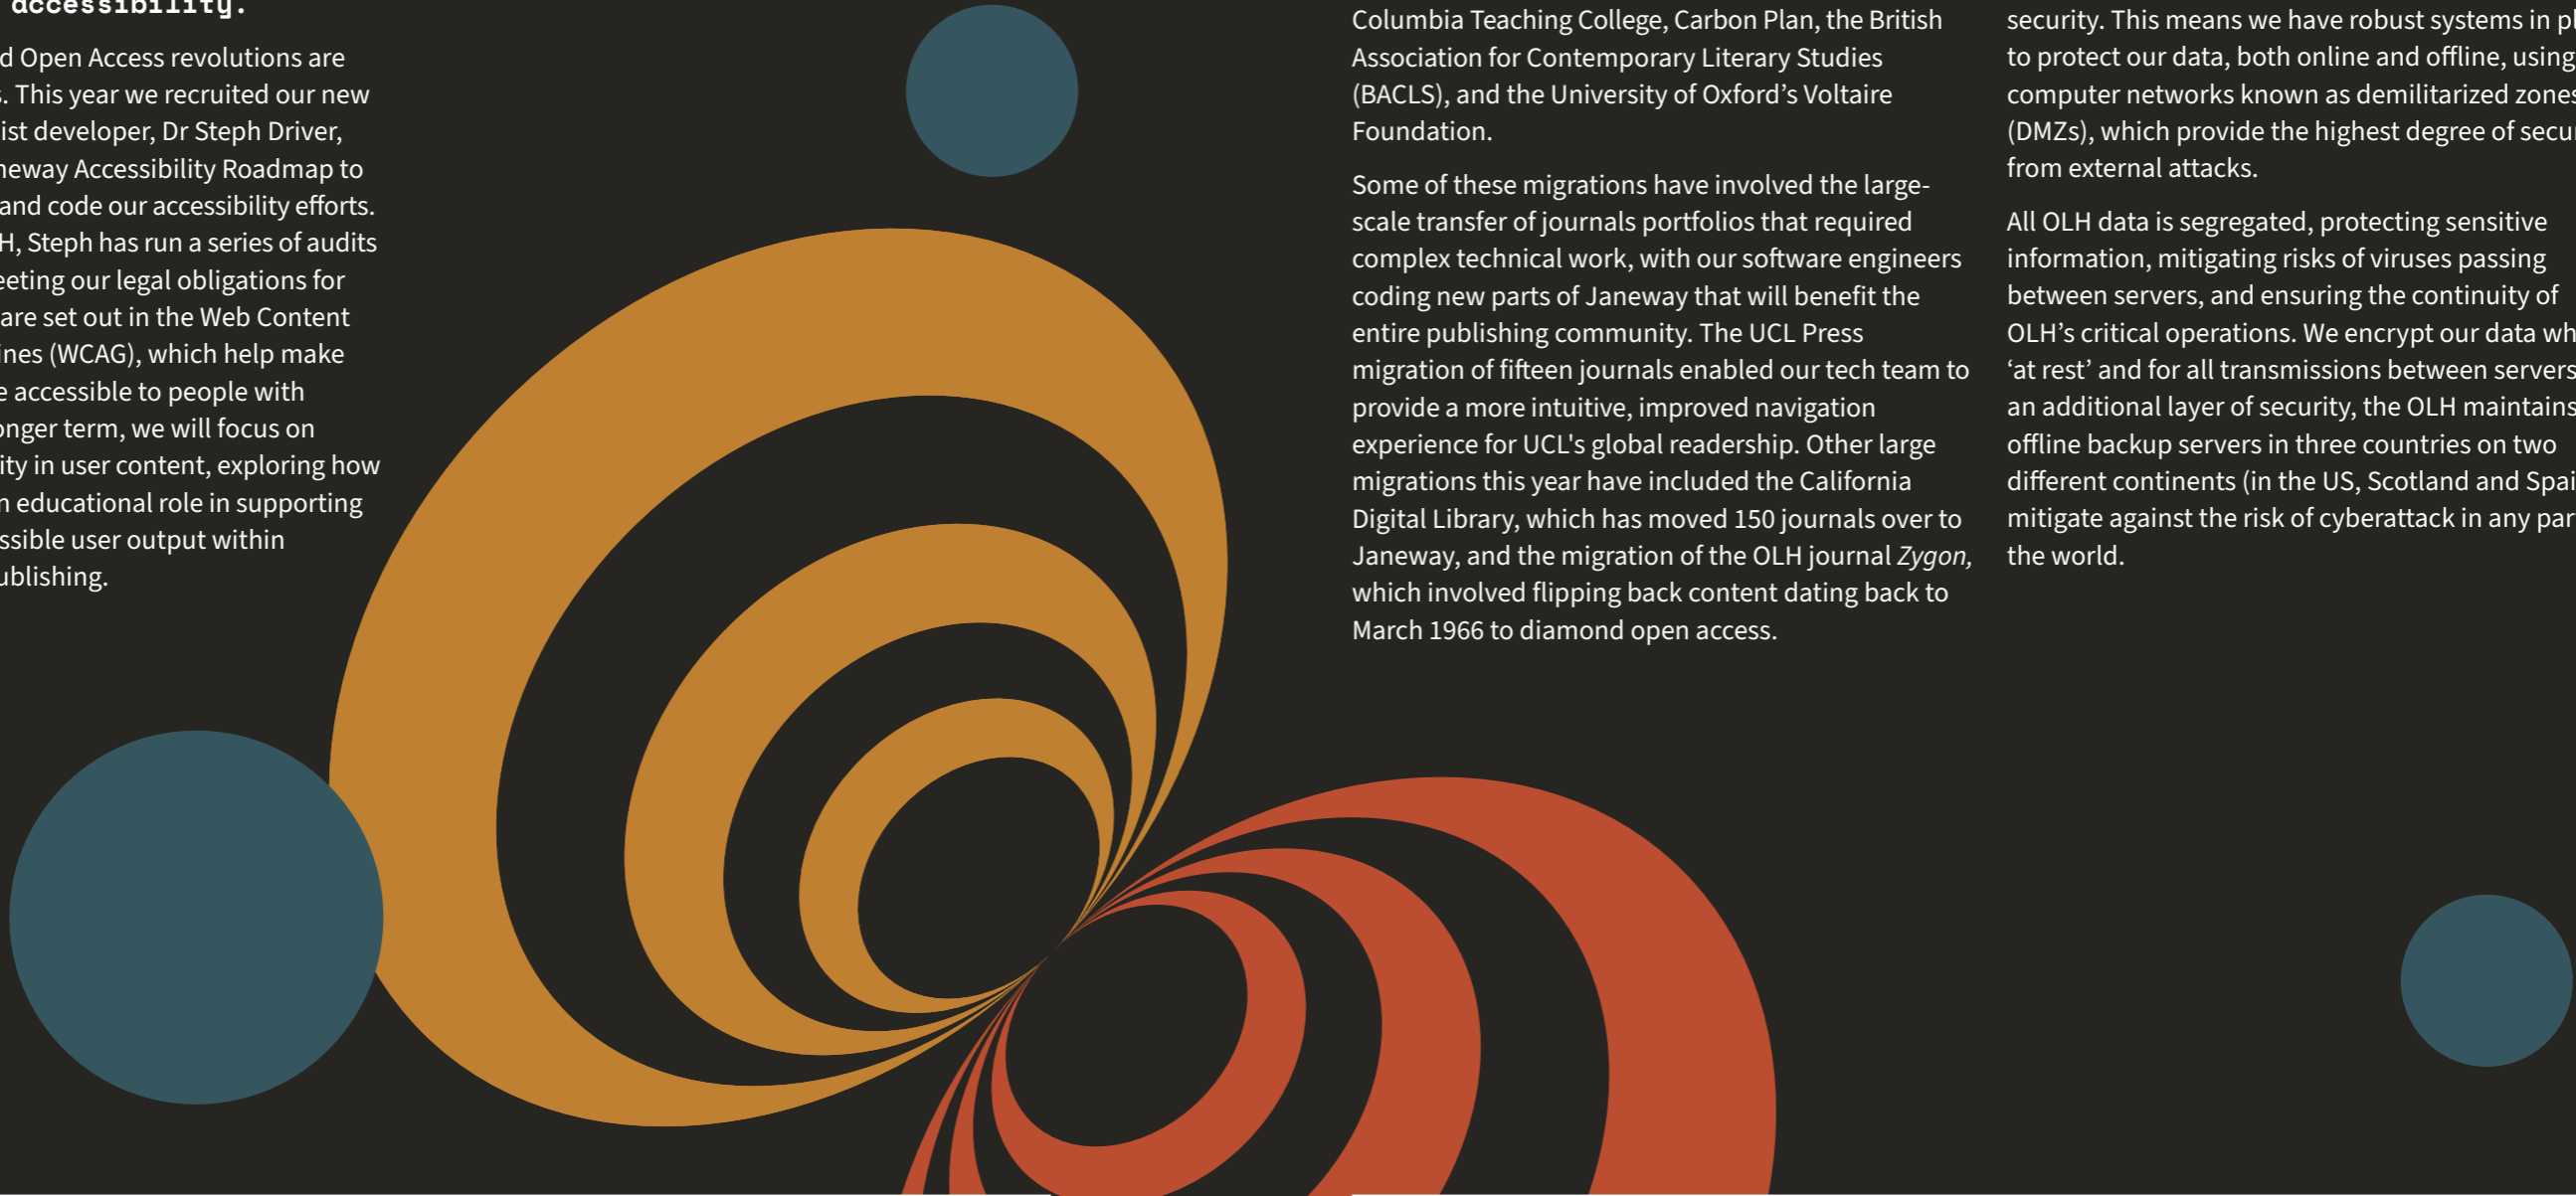 accessibility.
d Open Access revolutions are
s. This year we recruited our new
ist developer, Dr Steph Driver,
neway Accessibility Roadmap to
and code our accessibility efforts.
H, Steph has run a series of audits
eeting our legal obligations for
are set out in the Web Content
ines (WCAG), which help make
e accessible to people with
onger term, we will focus on
ity in user content, exploring how
n educational role in supporting
ssible user output within
ublishing.
Columbia Teaching College, Carbon Plan, the British
Association for Contemporary Literary Studies
(BACLS), and the University of Oxford’s Voltaire
Foundation.
Some of these migrations have involved the large-
scale transfer of journals portfolios that required
complex technical work, with our software engineers
coding new parts of Janeway that will benefit the
entire publishing community. The UCL Press
migration of fifteen journals enabled our tech team to
provide a more intuitive, improved navigation
experience for UCL's global readership. Other large
migrations this year have included the California
Digital Library, which has moved 150 journals over to
Janeway, and the migration of the OLH journal Zygon,
which involved flipping back content dating back to
March 1966 to diamond open access.
security. This means we have robust systems in pl
to protect our data, both online and offline, using
computer networks known as demilitarized zones
(DMZs), which provide the highest degree of secur
from external attacks.
All OLH data is segregated, protecting sensitive
information, mitigating risks of viruses passing
between servers, and ensuring the continuity of
OLH’s critical operations. We encrypt our data wh
‘at rest’ and for all transmissions between servers
an additional layer of security, the OLH maintains
offline backup servers in three countries on two
different continents (in the US, Scotland and Spai
mitigate against the risk of cyberattack in any par
the world.